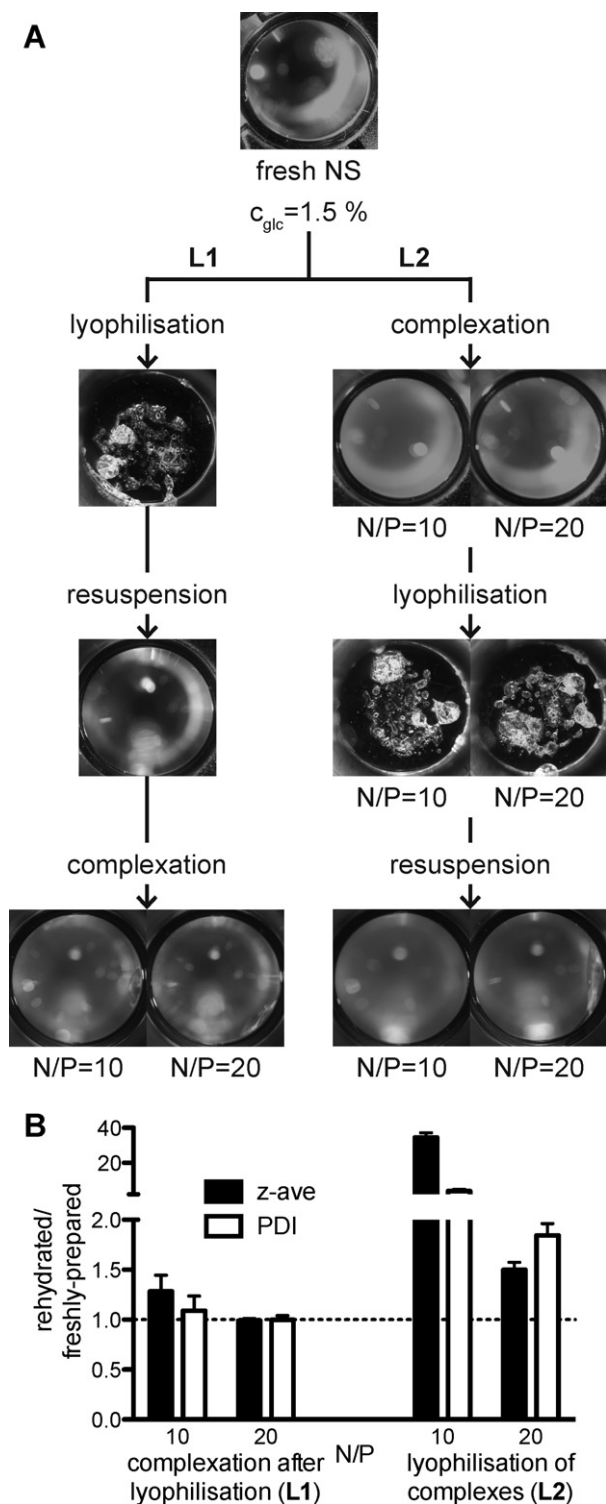 A
fresh NS
c_glc=1.5 %
L1 L2
lyophilisation complexation
N/P=10 N/P=20
resuspension lyophilisation
N/P=10 N/P=20
complexation resuspension
N/P=10 N/P=20 N/P=10 N/P=20
B
rehydrated/
freshly-prepared
40
20
2.0
1.5
1.0
0.5
0.0
z-ave
PDI
10 20 N/P 10 20
complexation after lyophilisation of
lyophilisation (L1) complexes (L2)